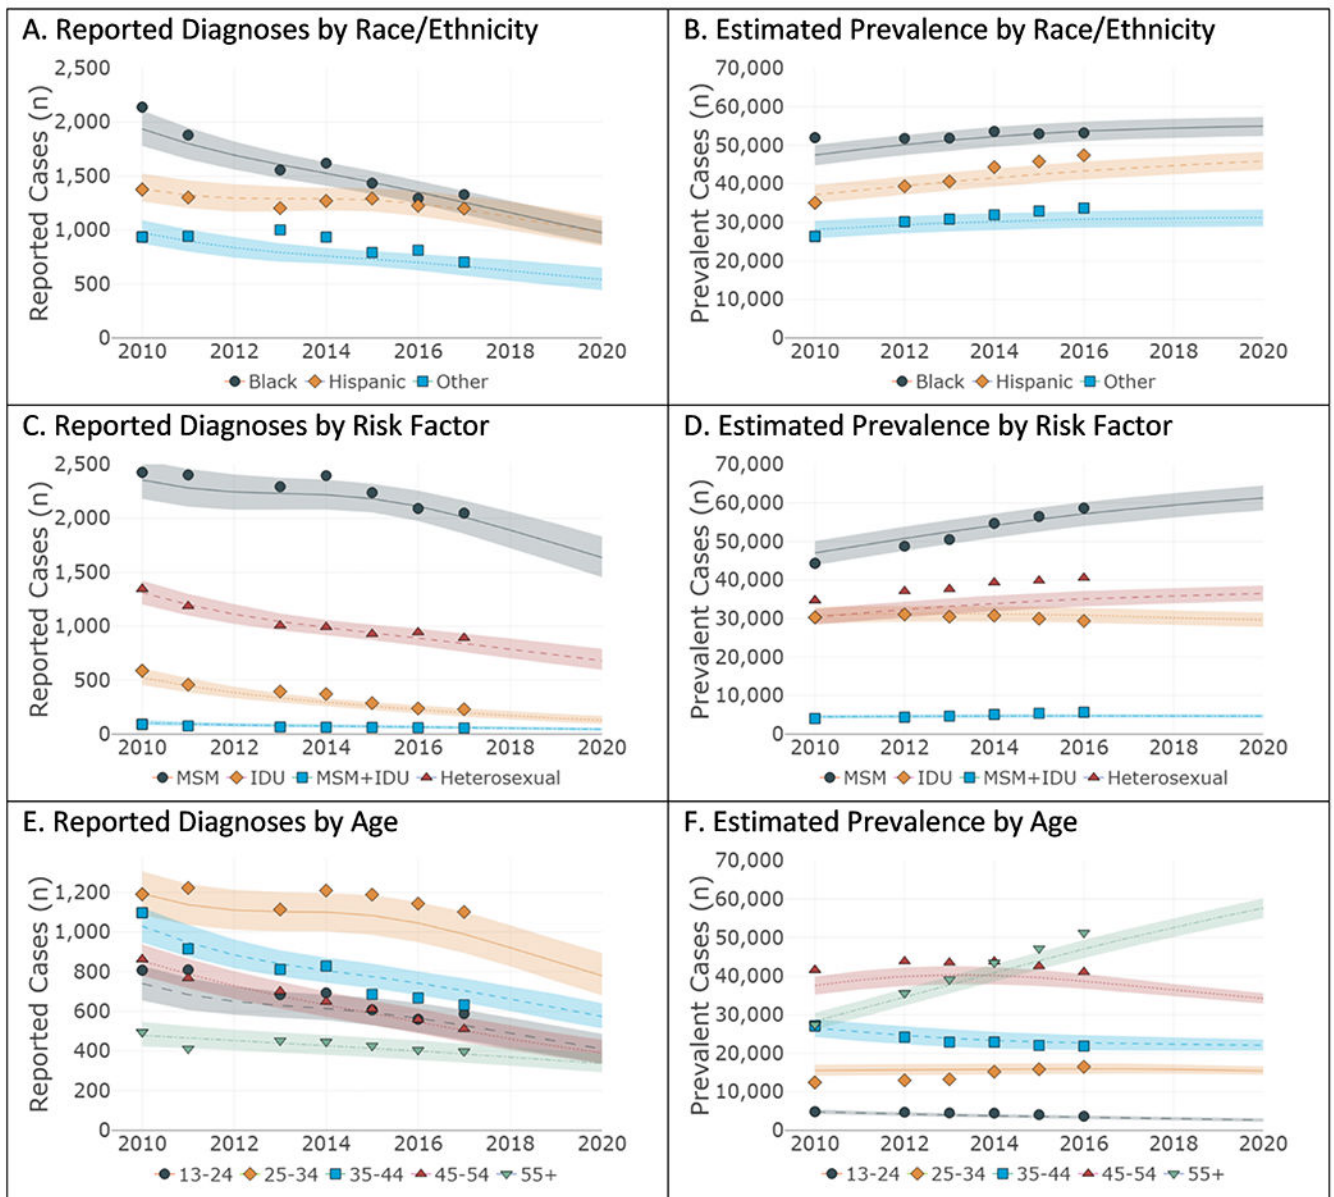 A. Reported Diagnoses by Race/Ethnicity
Reported Cases (n)
2,500
2,000
1,500
1,000
500
0
2010 2012 2014 2016 2018 2020
Black Hispanic Other
B. Estimated Prevalence by Race/Ethnicity
Prevalent Cases (n)
70,000
60,000
50,000
40,000
30,000
20,000
10,000
0
2010 2012 2014 2016 2018 2020
Black Hispanic Other
C. Reported Diagnoses by Risk Factor
Reported Cases (n)
2,500
2,000
1,500
1,000
500
0
2010 2012 2014 2016 2018 2020
MSM IDU MSM+IDU Heterosexual
D. Estimated Prevalence by Risk Factor
Prevalent Cases (n)
70,000
60,000
50,000
40,000
30,000
20,000
10,000
0
2010 2012 2014 2016 2018 2020
MSM IDU MSM+IDU Heterosexual
E. Reported Diagnoses by Age
Reported Cases (n)
1,200
1,000
800
600
400
200
0
2010 2012 2014 2016 2018 2020
13-24 25-34 35-44 45-54 55+
F. Estimated Prevalence by Age
Prevalent Cases (n)
70,000
60,000
50,000
40,000
30,000
20,000
10,000
0
2010 2012 2014 2016 2018 2020
13-24 25-34 35-44 45-54 55+